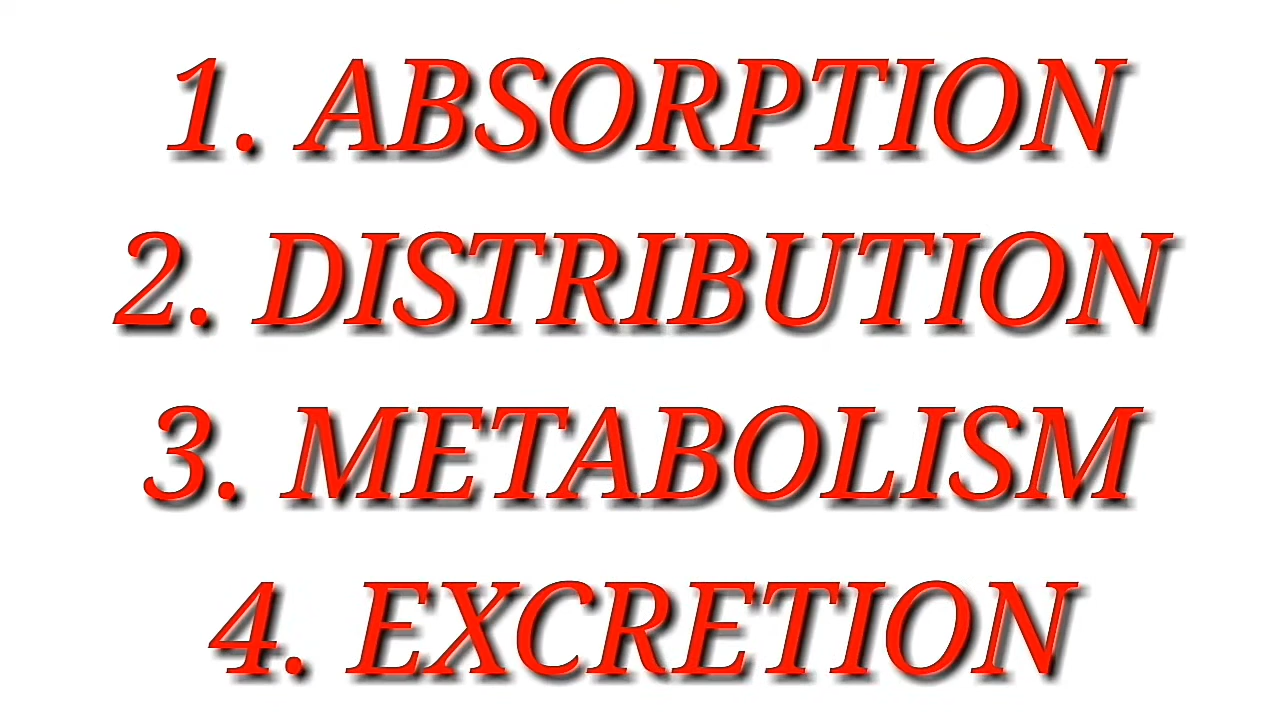 1. ABSORPTION
2. DISTRIBUTION
3. METABOLISM
4. EXCRETION